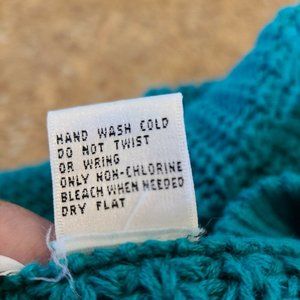 HAND WASH COLD
DO NOT TWIST
OR WRING
ONLY NON-CHLORINE
BLEACH WHEN NEEDED
DRY FLAT